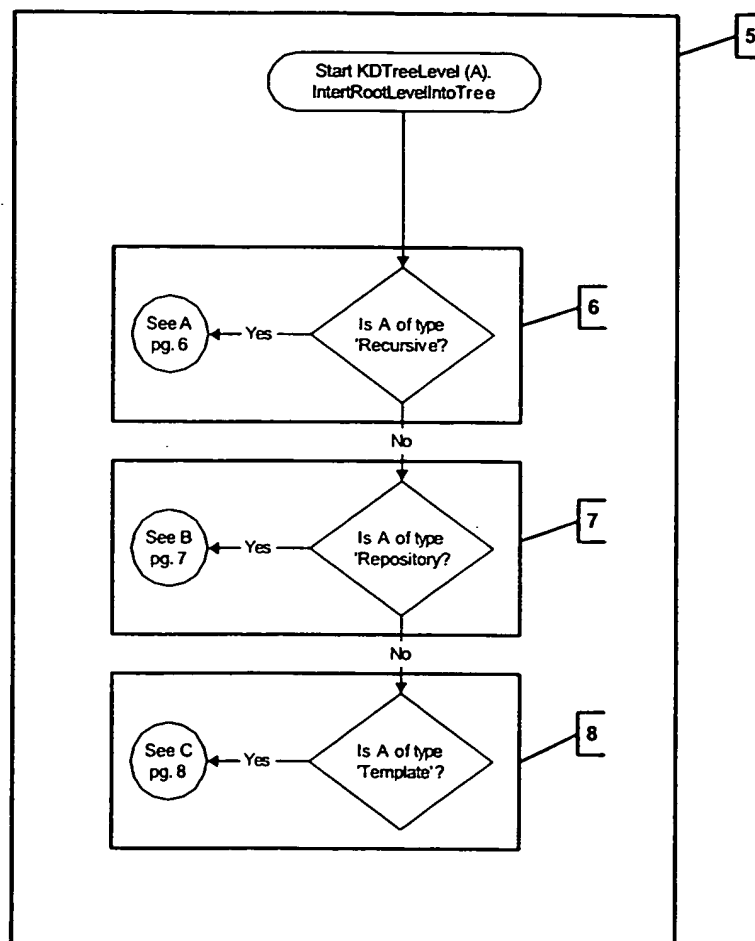 5
Start KDTreeLevel (A).
IntertRootLevelIntoTree
6
See A
pg. 6
Yes
Is A of type
'Recursive'?
No
7
See B
pg. 7
Yes
Is A of type
'Repository?
No
8
See C
pg. 8
Yes
Is A of type
'Template'?